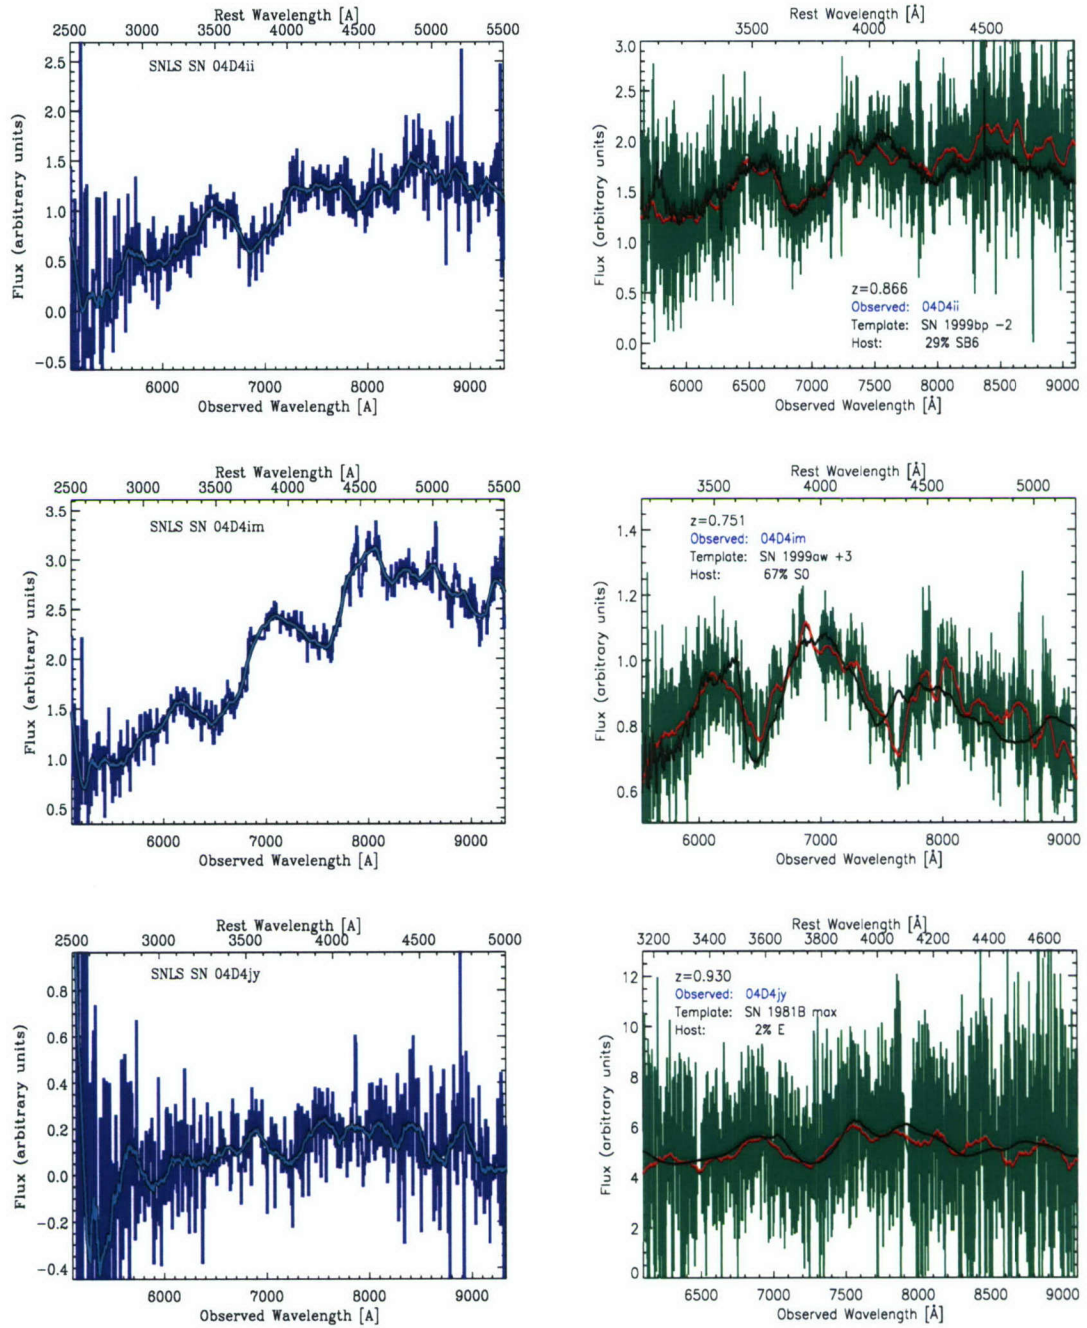 Rest Wavelength [A]
2500 3000 3500 4000 4500 5000 5500
SNLS SN 04D4ii
Flux (arbitrary units)
2.5
2.0
1.5
1.0
0.5
0.0
−0.5
6000 7000 8000 9000
Observed Wavelength [A]
Rest Wavelength [Å]
3500 4000 4500
Flux (arbitrary units)
3.0
2.5
2.0
1.5
1.0
0.5
0.0
z=0.866
Observed: 04D4ii
Template: SN 1999bp −2
Host: 29% SB6
6000 6500 7000 7500 8000 8500 9000
Observed Wavelength [Å]
Rest Wavelength [A]
2500 3000 3500 4000 4500 5000 5500
SNLS SN 04D4im
Flux (arbitrary units)
3.5
3.0
2.5
2.0
1.5
1.0
0.5
6000 7000 8000 9000
Observed Wavelength [A]
Rest Wavelength [Å]
3500 4000 4500 5000
z=0.751
Observed: 04D4im
Template: SN 1999aw +3
Host: 67% S0
Flux (arbitrary units)
1.4
1.2
1.0
0.8
0.6
6000 7000 8000 9000
Observed Wavelength [Å]
Rest Wavelength [A]
2500 3000 3500 4000 4500 5000
SNLS SN 04D4jy
Flux (arbitrary units)
0.8
0.6
0.4
0.2
0.0
−0.2
−0.4
6000 7000 8000 9000
Observed Wavelength [A]
Rest Wavelength [Å]
3200 3400 3600 3800 4000 4200 4400 4600
z=0.930
Observed: 04D4jy
Template: SN 1981B max
Host: 2% E
Flux (arbitrary units)
12
10
8
6
4
2
0
6500 7000 7500 8000 8500 9000
Observed Wavelength [Å]